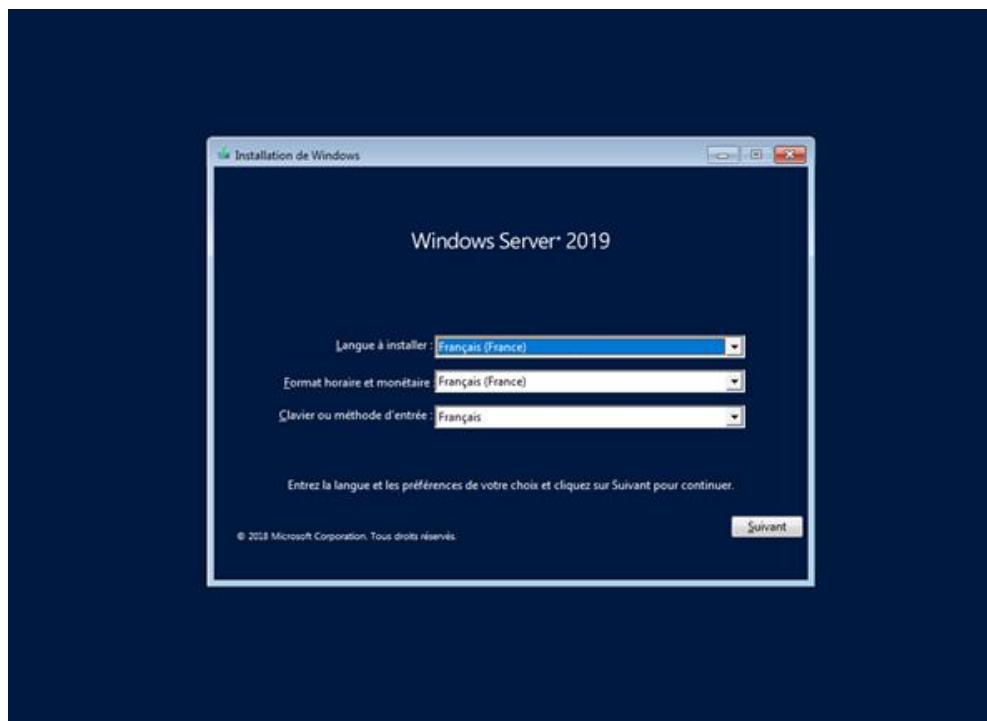 Installation de Windows
Windows Server® 2019
Langue à installer : Français (France)
Format horaire et monétaire : Français (France)
Clavier ou méthode d'entrée : Français
Entrez la langue et les préférences de votre choix et cliquez sur Suivant pour continuer.
Suivant
© 2018 Microsoft Corporation. Tous droits réservés.